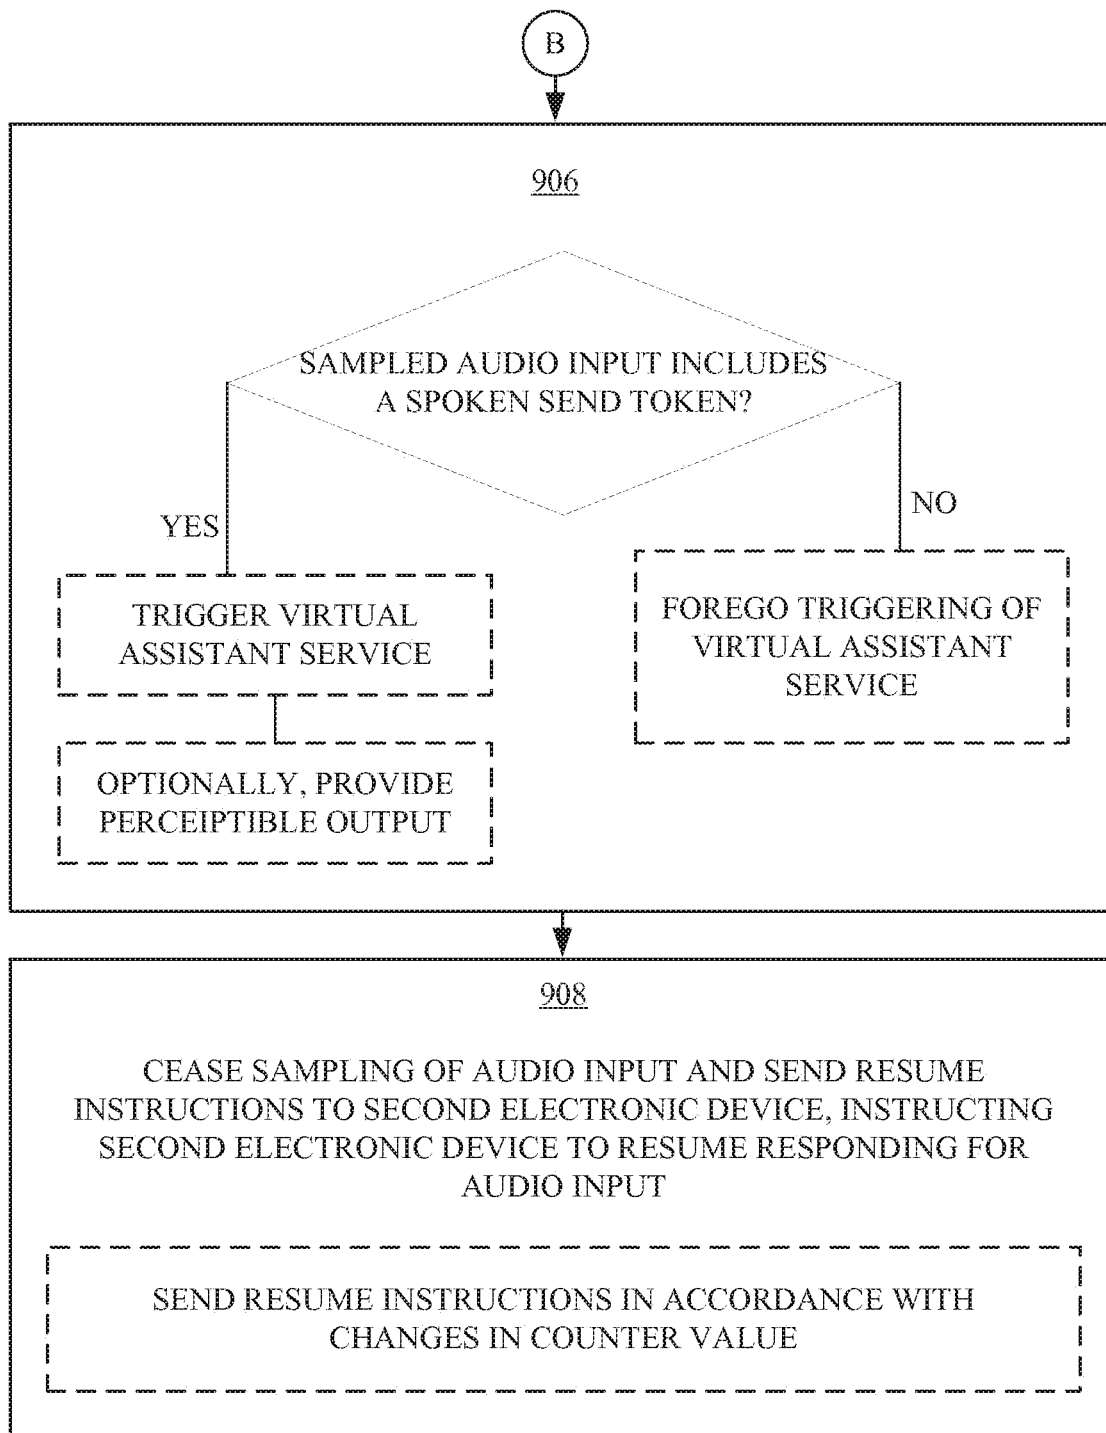 B
906
SAMPLED AUDIO INPUT INCLUDES
A SPOKEN SEND TOKEN?
YES
NO
TRIGGER VIRTUAL
ASSISTANT SERVICE
FOREGO TRIGGERING OF
VIRTUAL ASSISTANT
SERVICE
OPTIONALLY, PROVIDE
PERCEIPTIBLE OUTPUT
908
CEASE SAMPLING OF AUDIO INPUT AND SEND RESUME
INSTRUCTIONS TO SECOND ELECTRONIC DEVICE, INSTRUCTING
SECOND ELECTRONIC DEVICE TO RESUME RESPONDING FOR
AUDIO INPUT
SEND RESUME INSTRUCTIONS IN ACCORDANCE WITH
CHANGES IN COUNTER VALUE